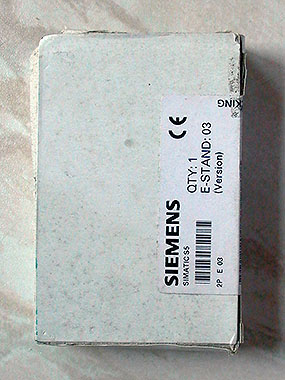 SIEMENS
SIMATIC S5
QTY: 1
E-STAND: 03
(Version)
CE
2P E 03
KING